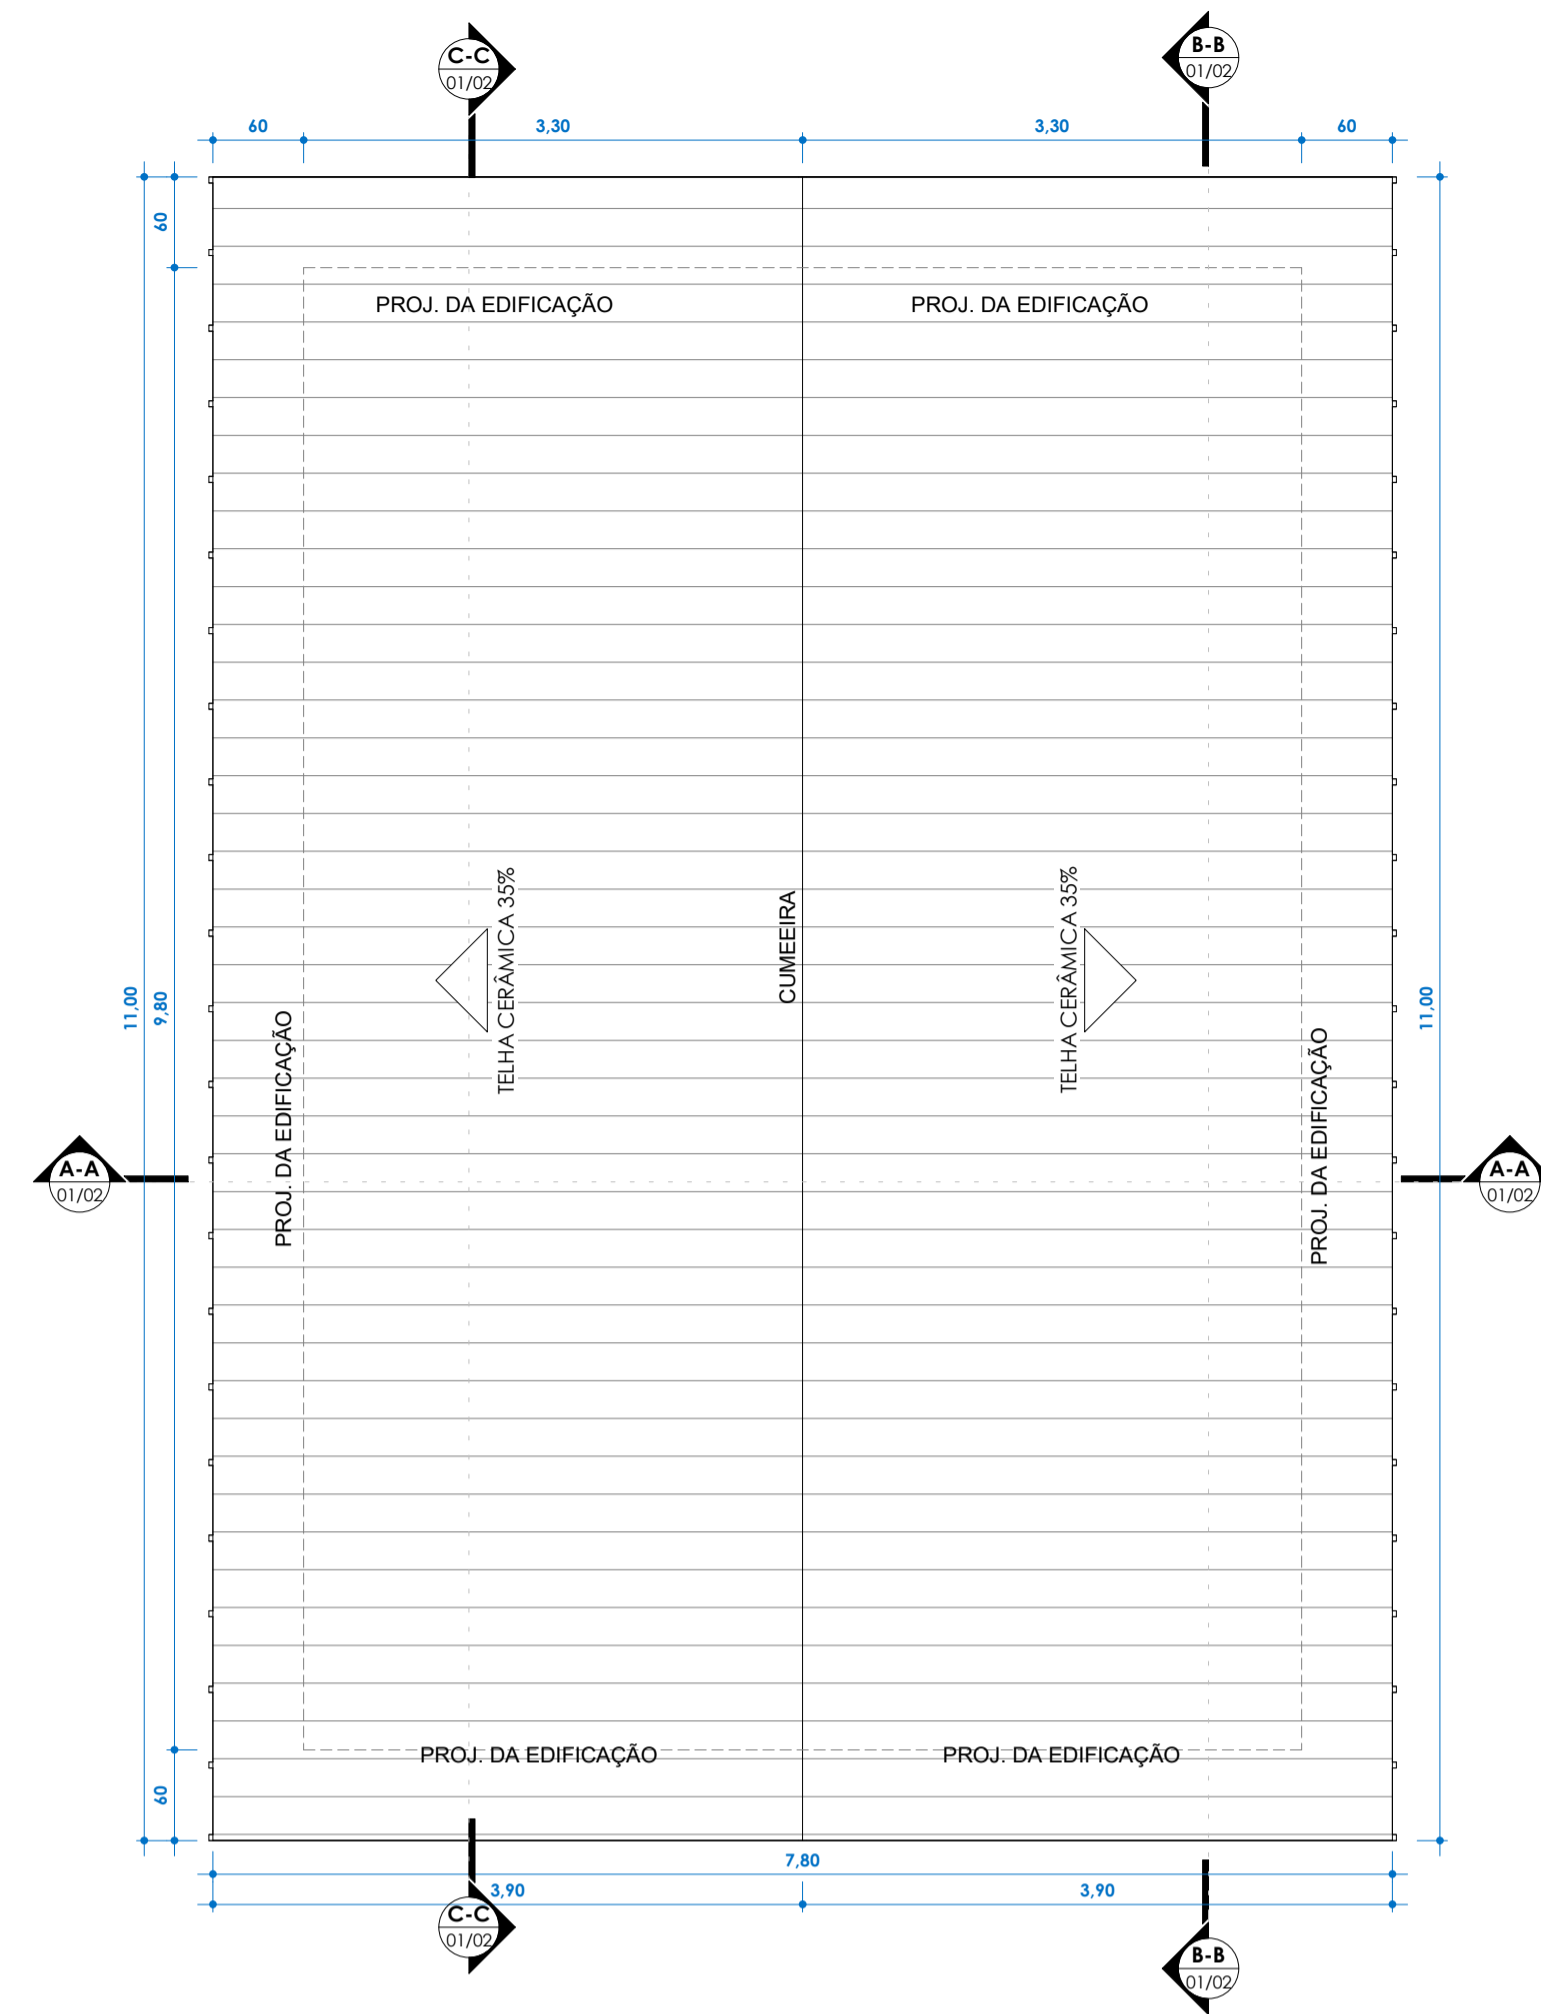 C-C
01/02
B-B
01/02
60
3,30
3,30
60
60
PROJ. DA EDIFICAÇÃO
PROJ. DA EDIFICAÇÃO
TELHA CERÂMICA 35%
CUMEEIRA
TELHA CERÂMICA 35%
11,00
9,80
11,00
PROJ. DA EDIFICAÇÃO
PROJ. DA EDIFICAÇÃO
A-A
01/02
A-A
01/02
PROJ. DA EDIFICAÇÃO
PROJ. DA EDIFICAÇÃO
60
7,80
3,90
3,90
C-C
01/02
B-B
01/02